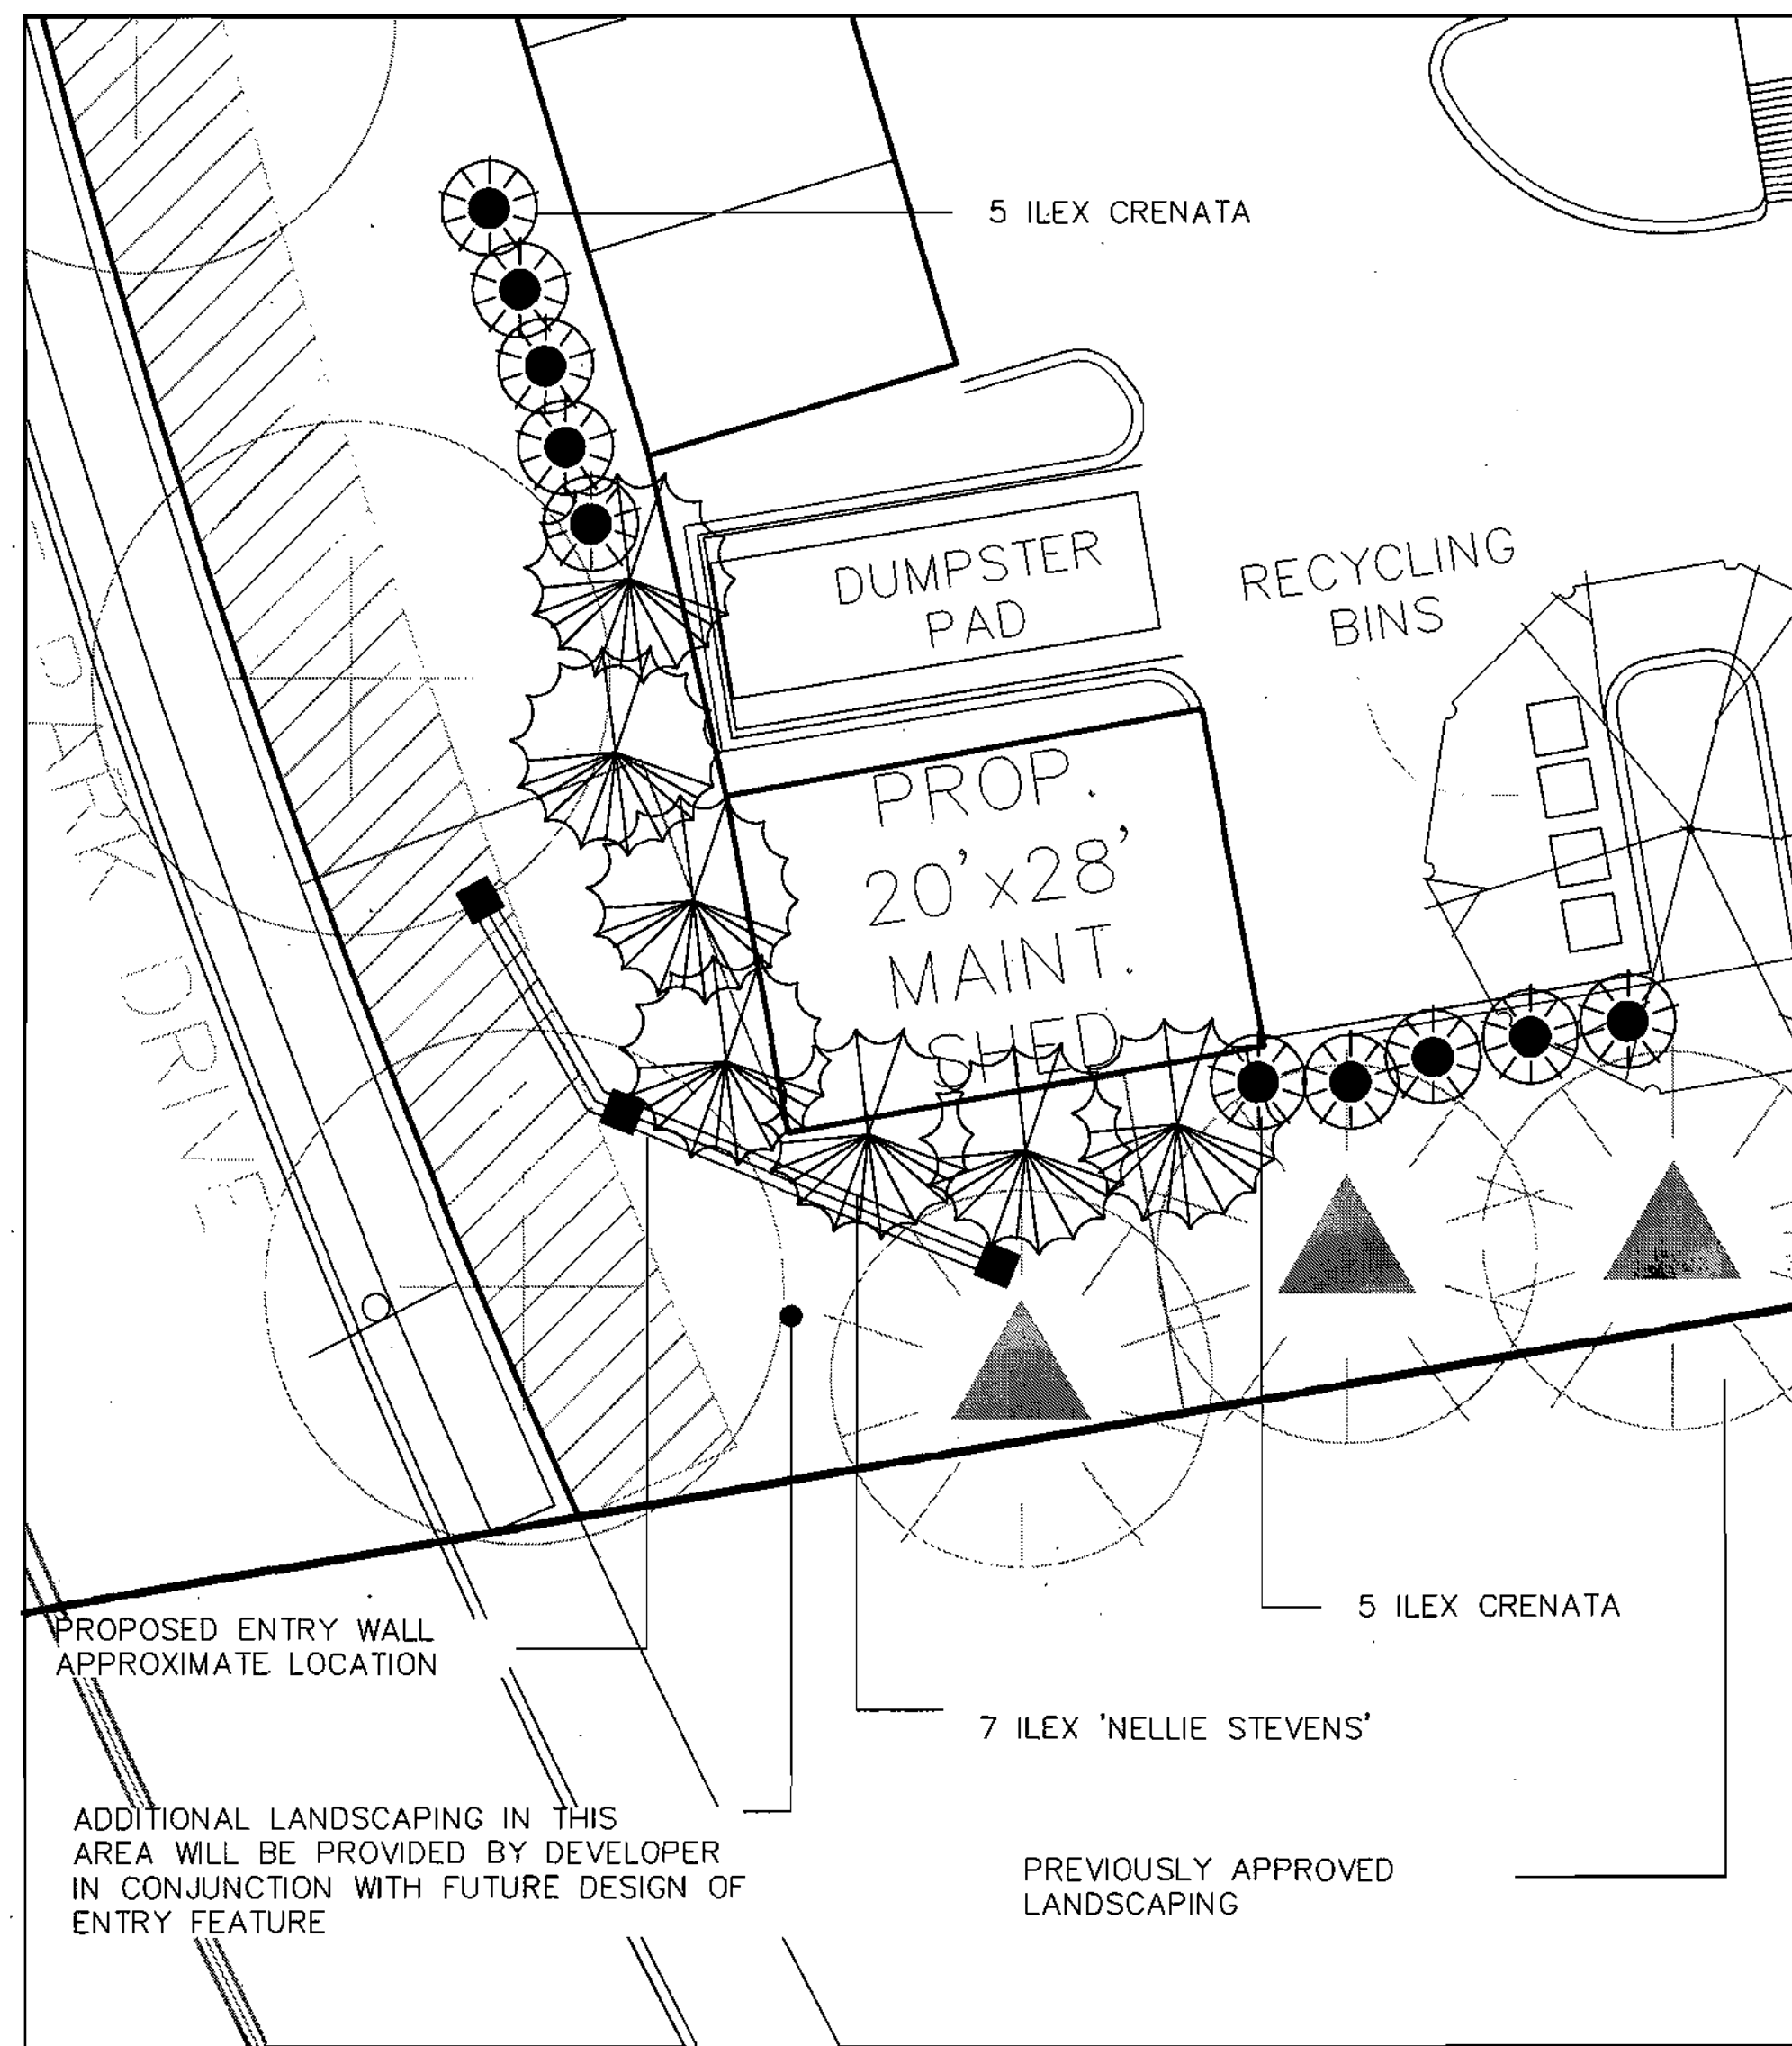 5 ILEX CRENATA
DUMPSTER
PAD
RECYCLING
BINS
PROP.
20'x28'
MAINT.
SHED
PARK DRIVE
5 ILEX CRENATA
PROPOSED ENTRY WALL
APPROXIMATE LOCATION
7 ILEX 'NELLIE STEVENS'
ADDITIONAL LANDSCAPING IN THIS
AREA WILL BE PROVIDED BY DEVELOPER
IN CONJUNCTION WITH FUTURE DESIGN OF
ENTRY FEATURE
PREVIOUSLY APPROVED
LANDSCAPING